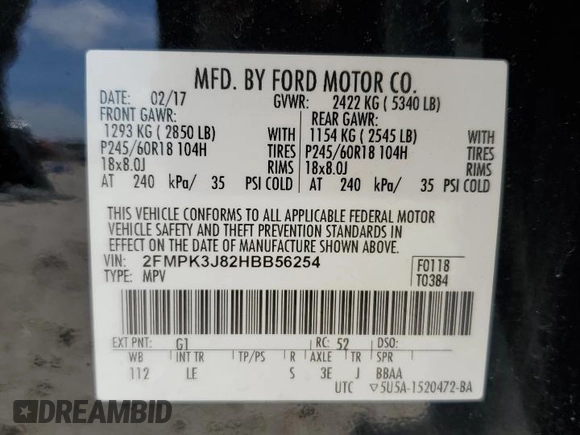 MFD. BY FORD MOTOR CO.
DATE: 02/17 GVWR: 2422 KG ( 5340 LB)
FRONT GAWR: REAR GAWR:
1293 KG ( 2850 LB) WITH 1154 KG ( 2545 LB) WITH
P245/60R18 104H TIRES P245/60R18 104H TIRES
18x8.0J RIMS 18x8.0J RIMS
AT 240 kPa/ 35 PSI COLD AT 240 kPa/ 35 PSI COLD
THIS VEHICLE CONFORMS TO ALL APPLICABLE FEDERAL MOTOR
VEHICLE SAFETY AND THEFT PREVENTION STANDARDS
IN EFFECT ON THE DATE OF MANUFACTURE SHOWN ABOVE.
VIN: 2FMPK3J82HBB56254 F0118
TYPE: MPV T0384
EXT PNT: G1 RC: 52 DSO:
WB INT TR TP/PS R AXLE TR SPR
112 LE S 3E J BBAA
UTC ▽5U5A-1520472-BA
DREAMBID